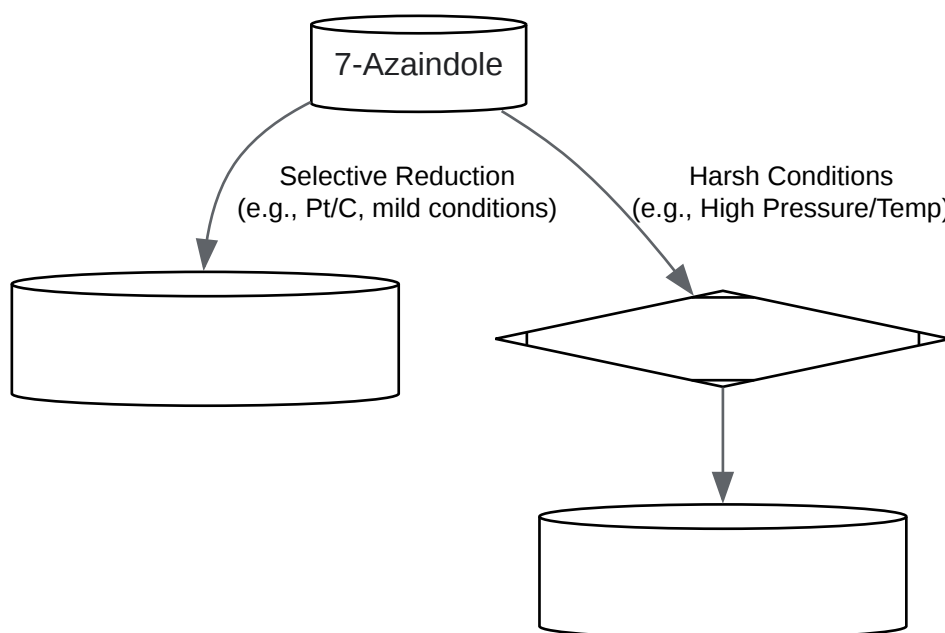 7-Azaindole
Selective Reduction
(e.g., Pt/C, mild conditions)
Harsh Conditions
(e.g., High Pressure/Temp)